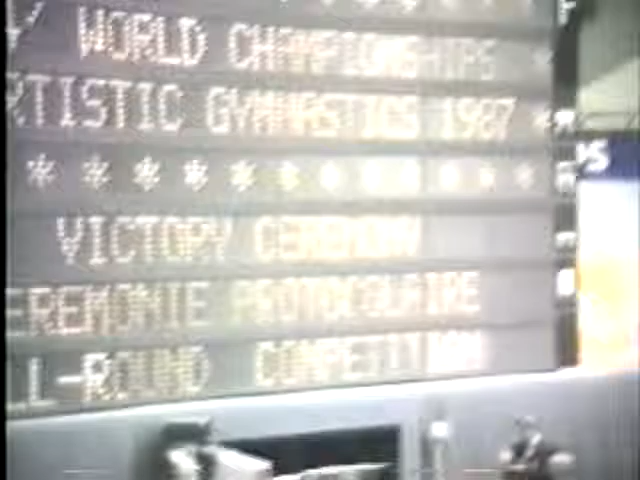 WORLD CHAMPIONSHIPS *
RTISTIC GYMNASTICS 1987 *
* * * * * * * * * * *
VICTORY CEREMONY
EREMONIE PROTOCOLAIRE
LL-ROUND COMPETITION